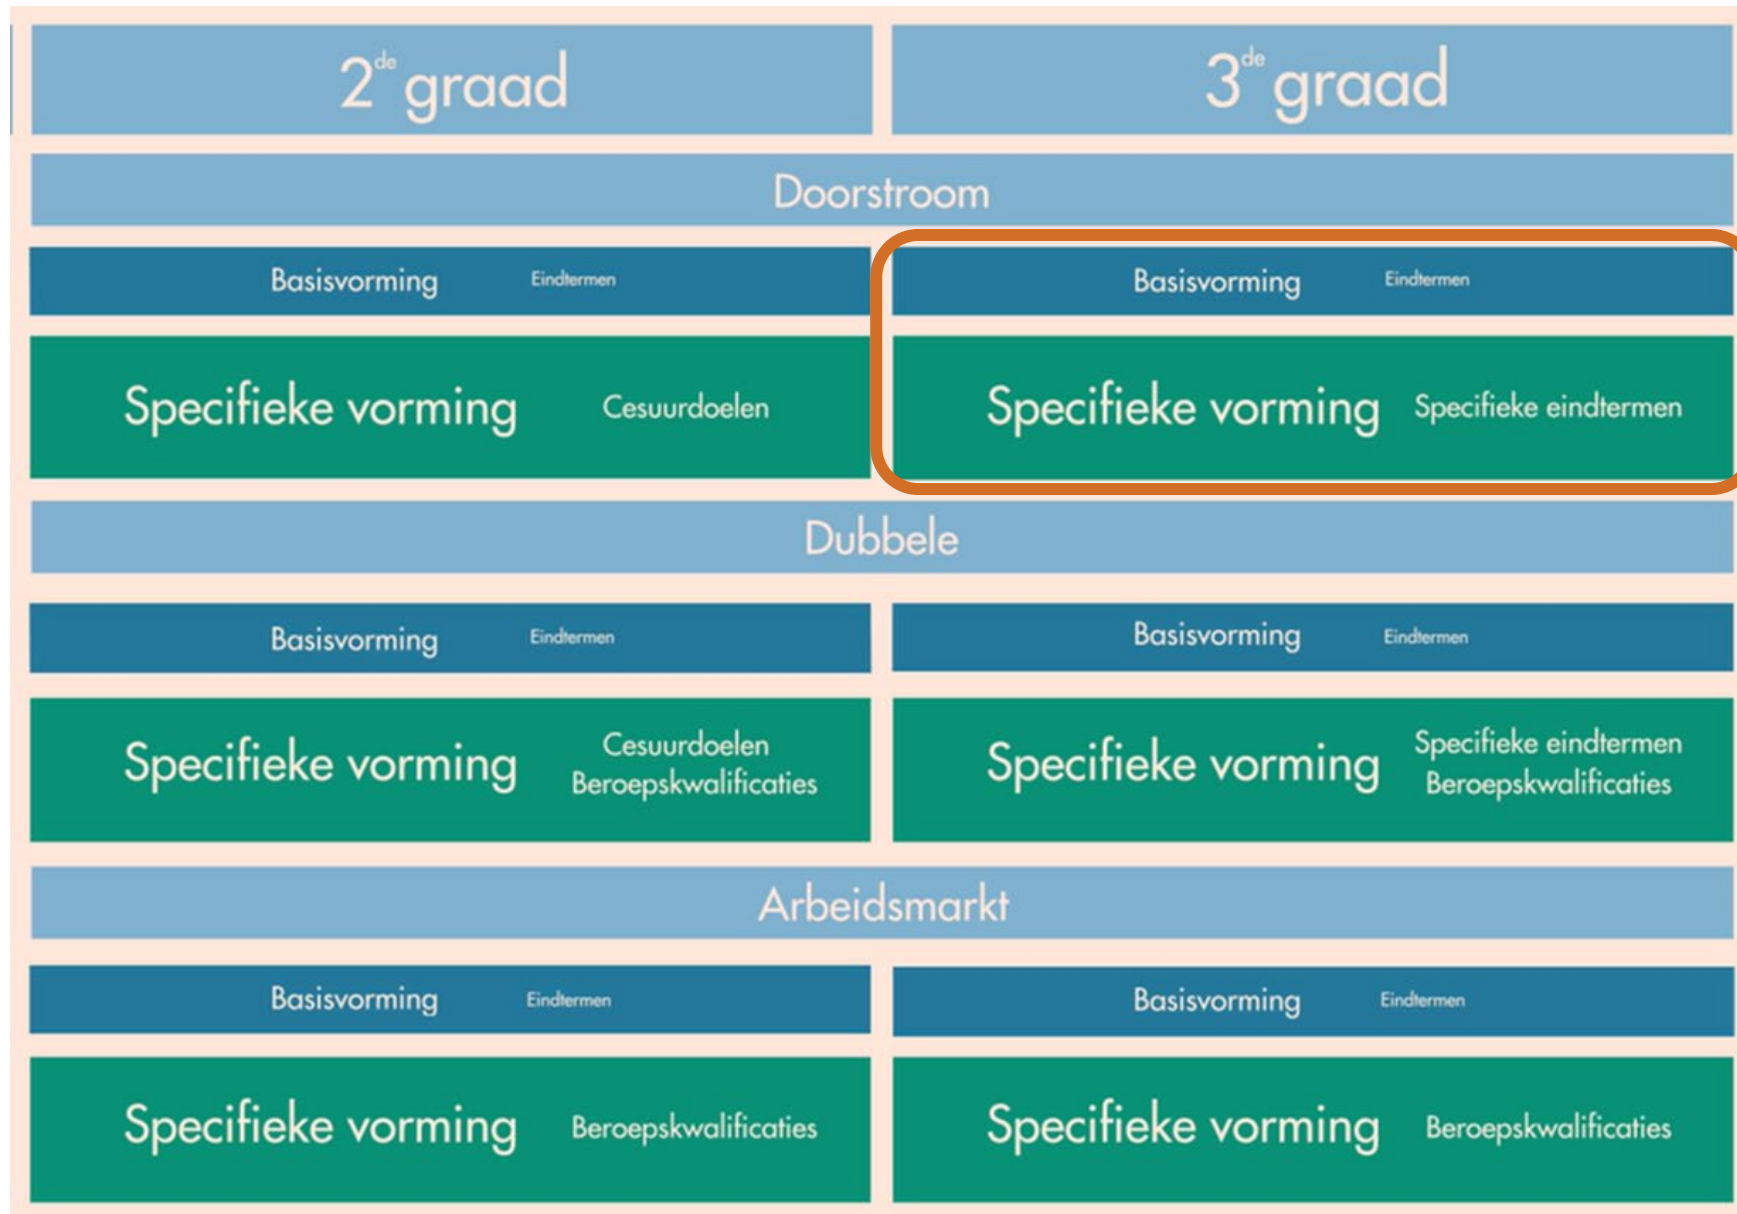 2de graad 3de graad
Doorstroom
Basisvorming Eindtermen Basisvorming Eindtermen
Specifieke vorming Cesuurdoelen Specifieke vorming Specifieke eindtermen
Dubbele
Basisvorming Eindtermen Basisvorming Eindtermen
Specifieke vorming Cesuurdoelen
Beroepskwalificaties
Specifieke vorming Specifieke eindtermen
Beroepskwalificaties
Arbeidsmarkt
Basisvorming Eindtermen Basisvorming Eindtermen
Specifieke vorming Beroepskwalificaties Specifieke vorming Beroepskwalificaties